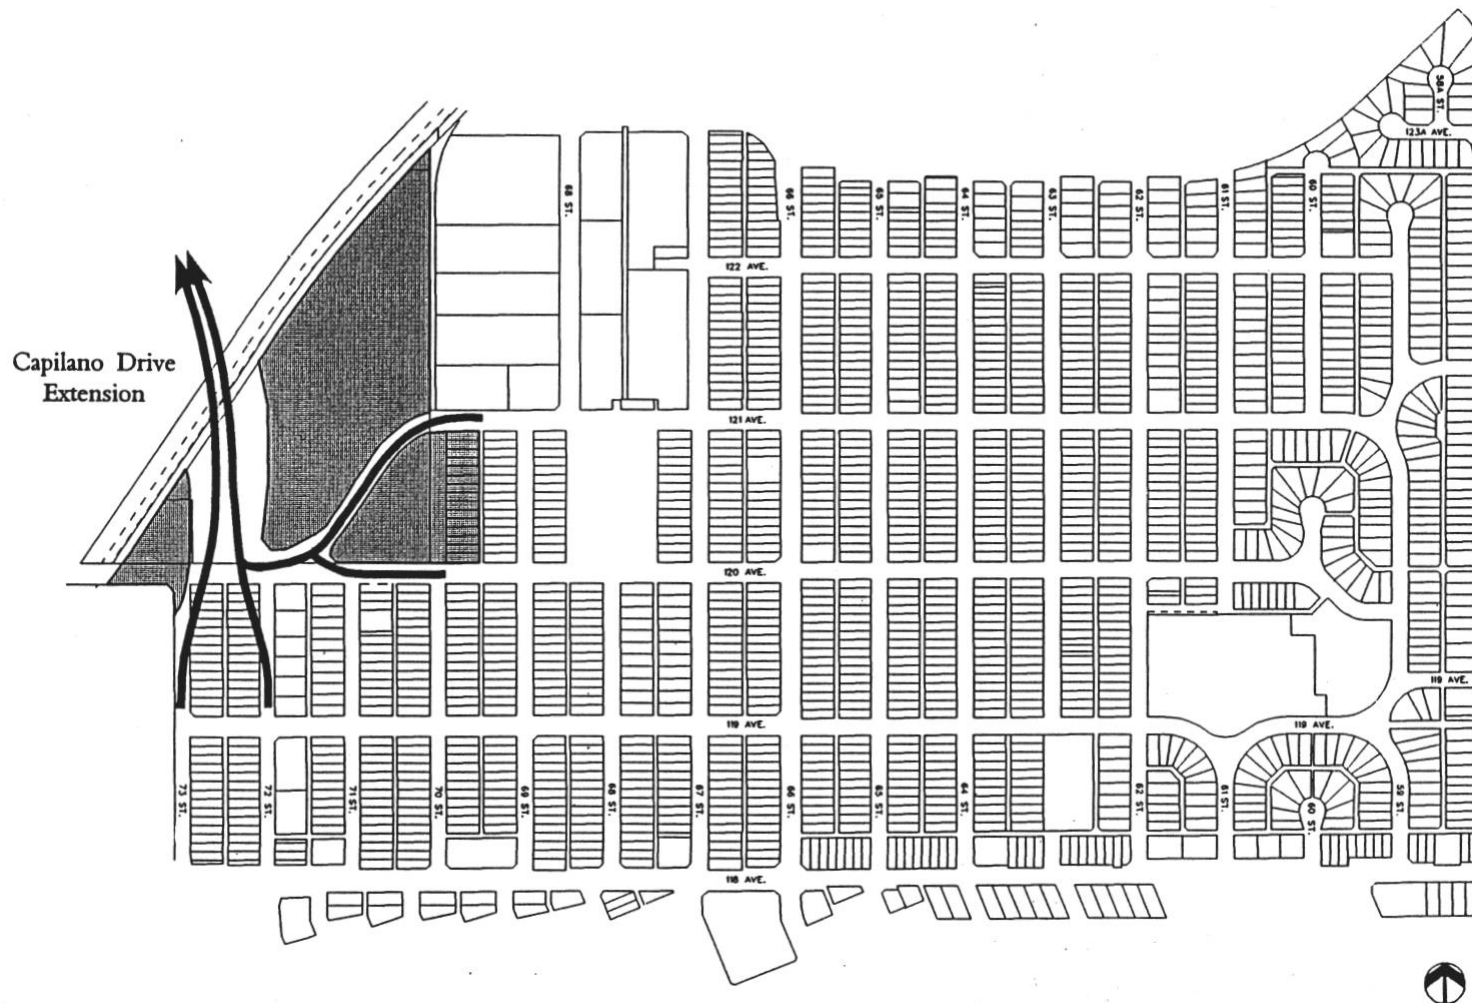 58A ST.
123A AVE.
68 ST.
66 ST.
65 ST.
64 ST.
63 ST.
62 ST.
61 ST.
60 ST.
122 AVE.
Capilano Drive
Extension
121 AVE.
120 AVE.
119 AVE.
119 AVE.
119 AVE.
73 ST.
72 ST.
71 ST.
70 ST.
69 ST.
68 ST.
67 ST.
66 ST.
65 ST.
64 ST.
62 ST.
61 ST.
60 ST.
59 ST.
118 AVE.